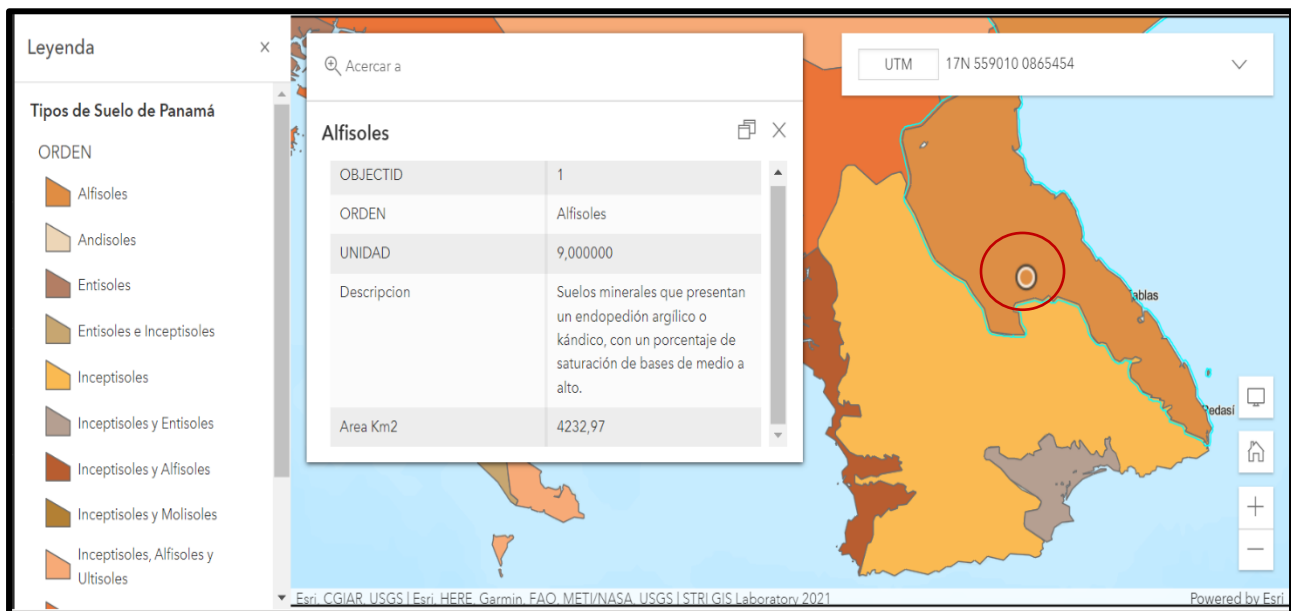 Leyenda
Tipos de Suelo de Panamá
ORDEN
Alfisoles
Andisoles
Entisoles
Entisoles e Inceptisoles
Inceptisoles
Inceptisoles y Entisoles
Inceptisoles y Alfisoles
Inceptisoles y Molisoles
Inceptisoles, Alfisoles y
Ultisoles
Acercar a
Alfisoles
OBJECTID 1
ORDEN Alfisoles
UNIDAD 9,000000
Descripcion Suelos minerales que presentan
un endopedión argílico o
kándico, con un porcentaje de
saturación de bases de medio a
alto.
Area Km2 4232,97
UTM 17N 559010 0865454
ablas
edasí
Esri, CGIAR, USGS | Esri, HERE, Garmin, FAO, METI/NASA, USGS | STRI GIS Laboratory 2021
Powered by Esri